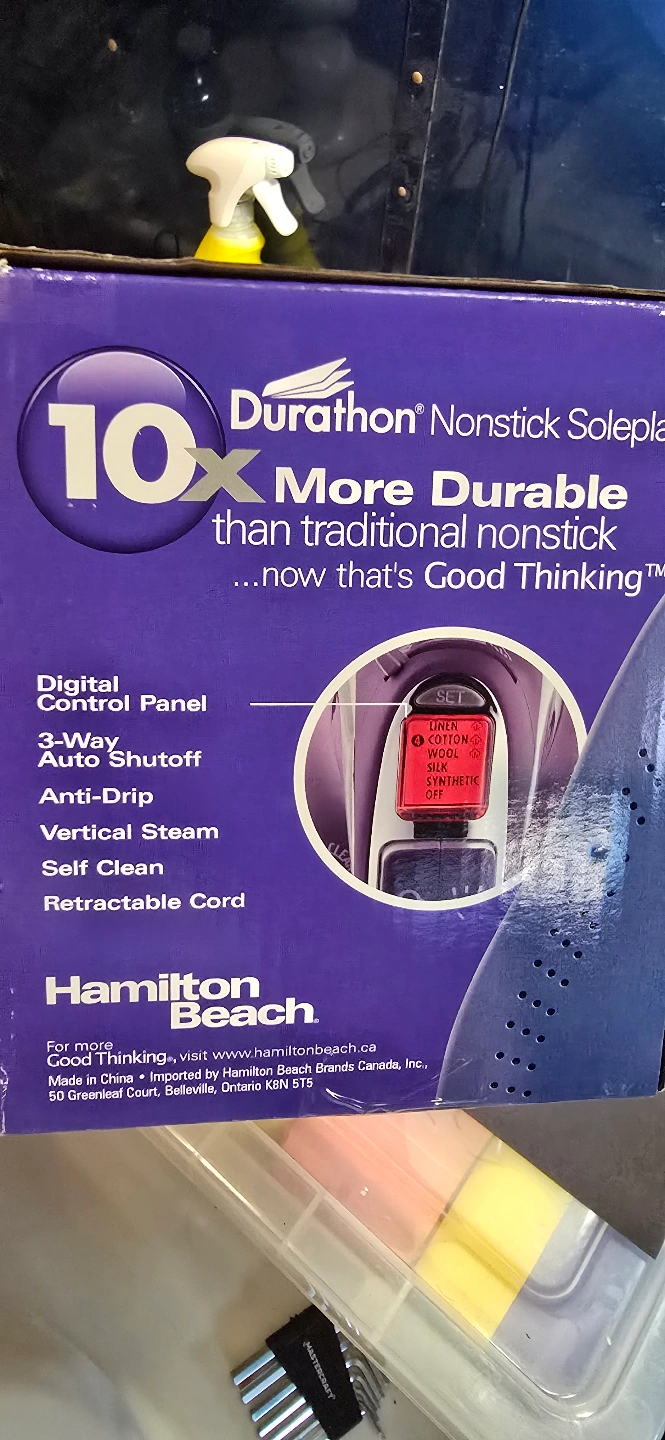 10x
Durathon® Nonstick Solepla
More Durable
than traditional nonstick
...now that's Good Thinking™
Digital
Control Panel
3-Way
Auto Shutoff
Anti-Drip
Vertical Steam
Self Clean
Retractable Cord
SET
LINEN
4 COTTON
WOOL
SILK
SYNTHETIC
OFF
Hamilton
Beach®
For more
Good Thinking®, visit www.hamiltonbeach.ca
Made in China • Imported by Hamilton Beach Brands Canada, Inc.,
50 Greenleaf Court, Belleville, Ontario K8N 5T5
MASTERCRAFT